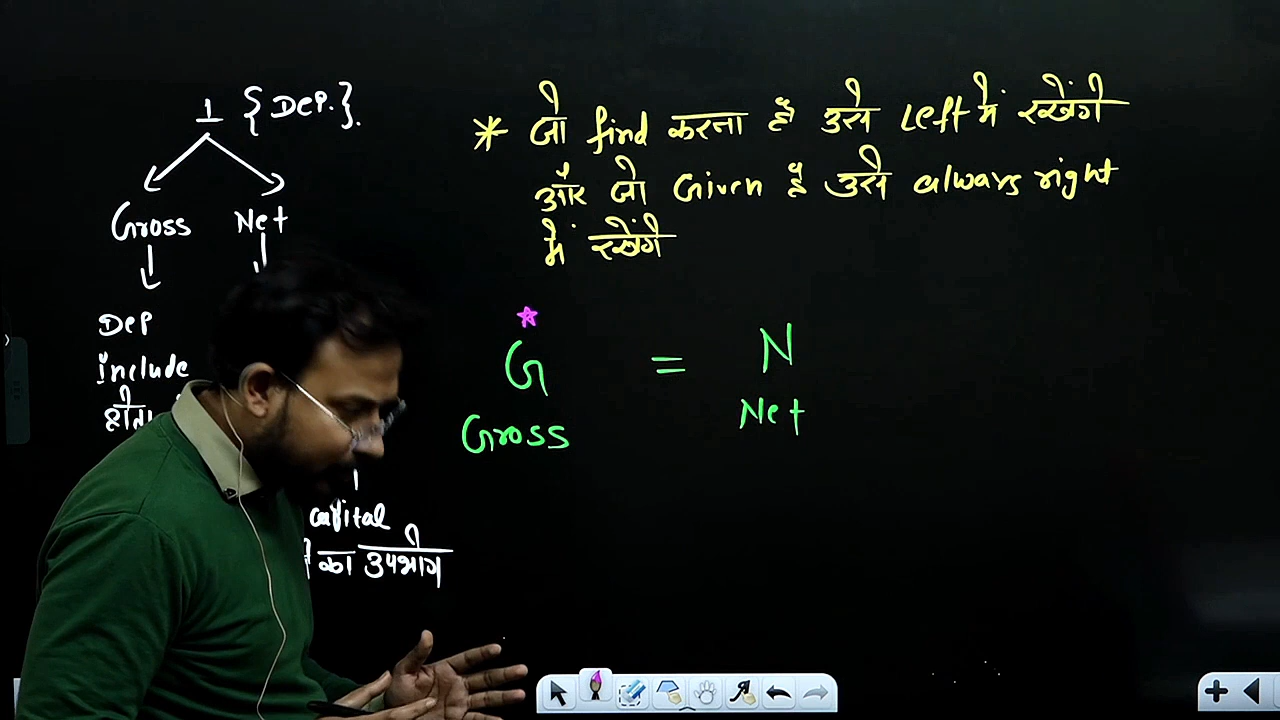 1 {DEP.}
Gross Net
DEP
include
होता
capital
का उपभोग
* जो find करना है उसे Left में रखेंगे
और जो Given है उसे always right
में रखेंगे
G = N
Gross Net